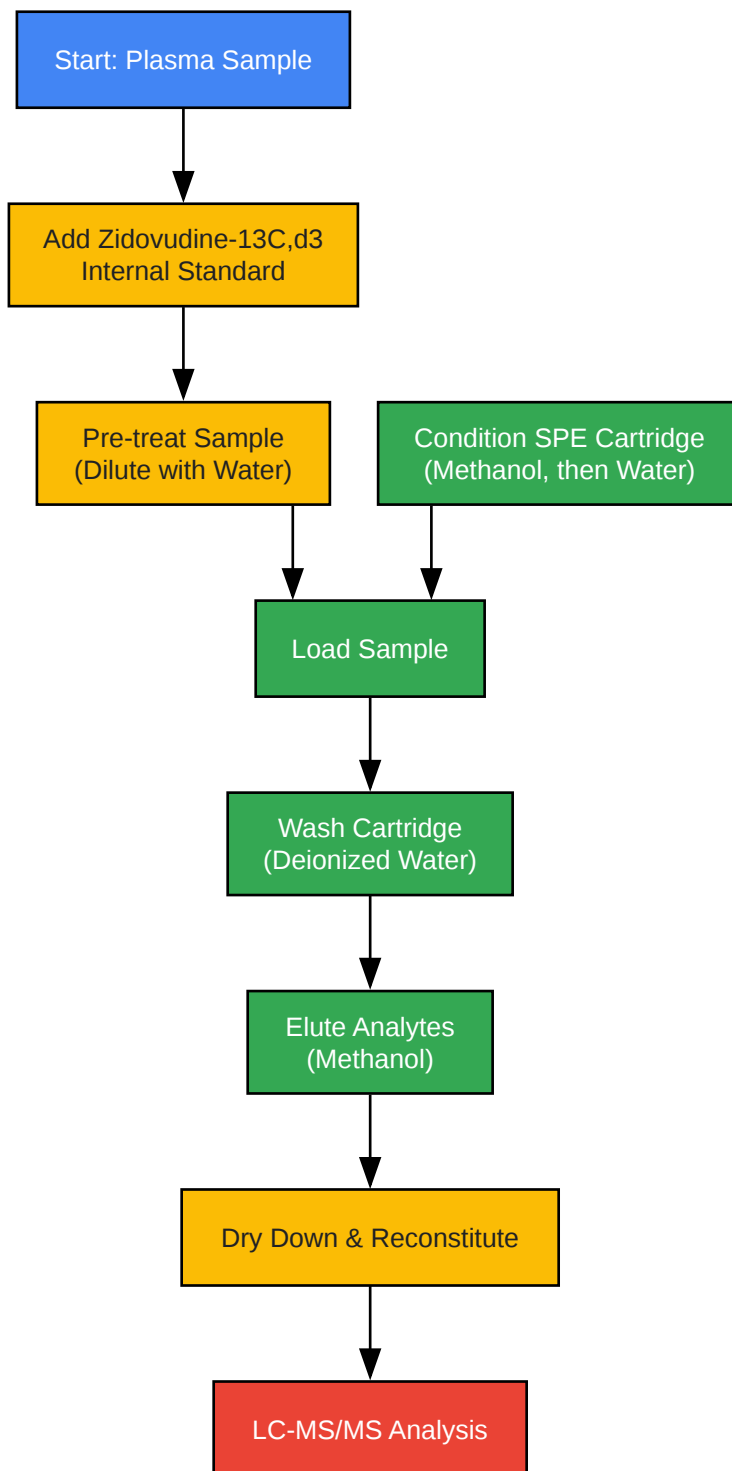 Start: Plasma Sample
Add Zidovudine-13C,d3
Internal Standard
Pre-treat Sample
(Dilute with Water)
Condition SPE Cartridge
(Methanol, then Water)
Load Sample
Wash Cartridge
(Deionized Water)
Elute Analytes
(Methanol)
Dry Down & Reconstitute
LC-MS/MS Analysis